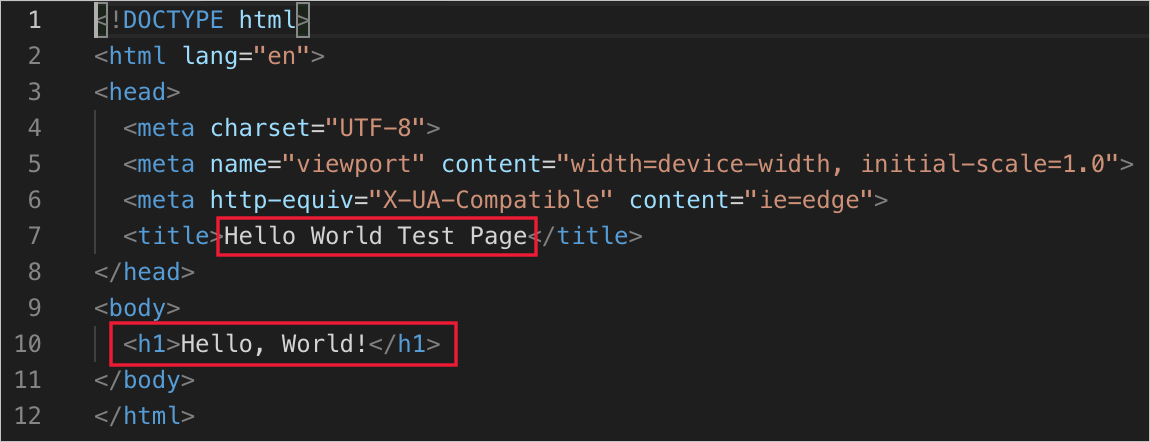 1 <!DOCTYPE html>
2 <html lang="en">
3 <head>
4 <meta charset="UTF-8">
5 <meta name="viewport" content="width=device-width, initial-scale=1.0">
6 <meta http-equiv="X-UA-Compatible" content="ie=edge">
7 <title>Hello World Test Page</title>
8 </head>
9 <body>
10 <h1>Hello, World!</h1>
11 </body>
12 </html>